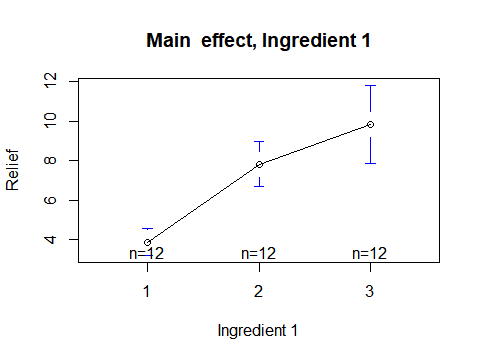 Main effect, Ingredient 1
Relief
12
10
8
6
4
n=12 n=12 n=12
1 2 3
Ingredient 1